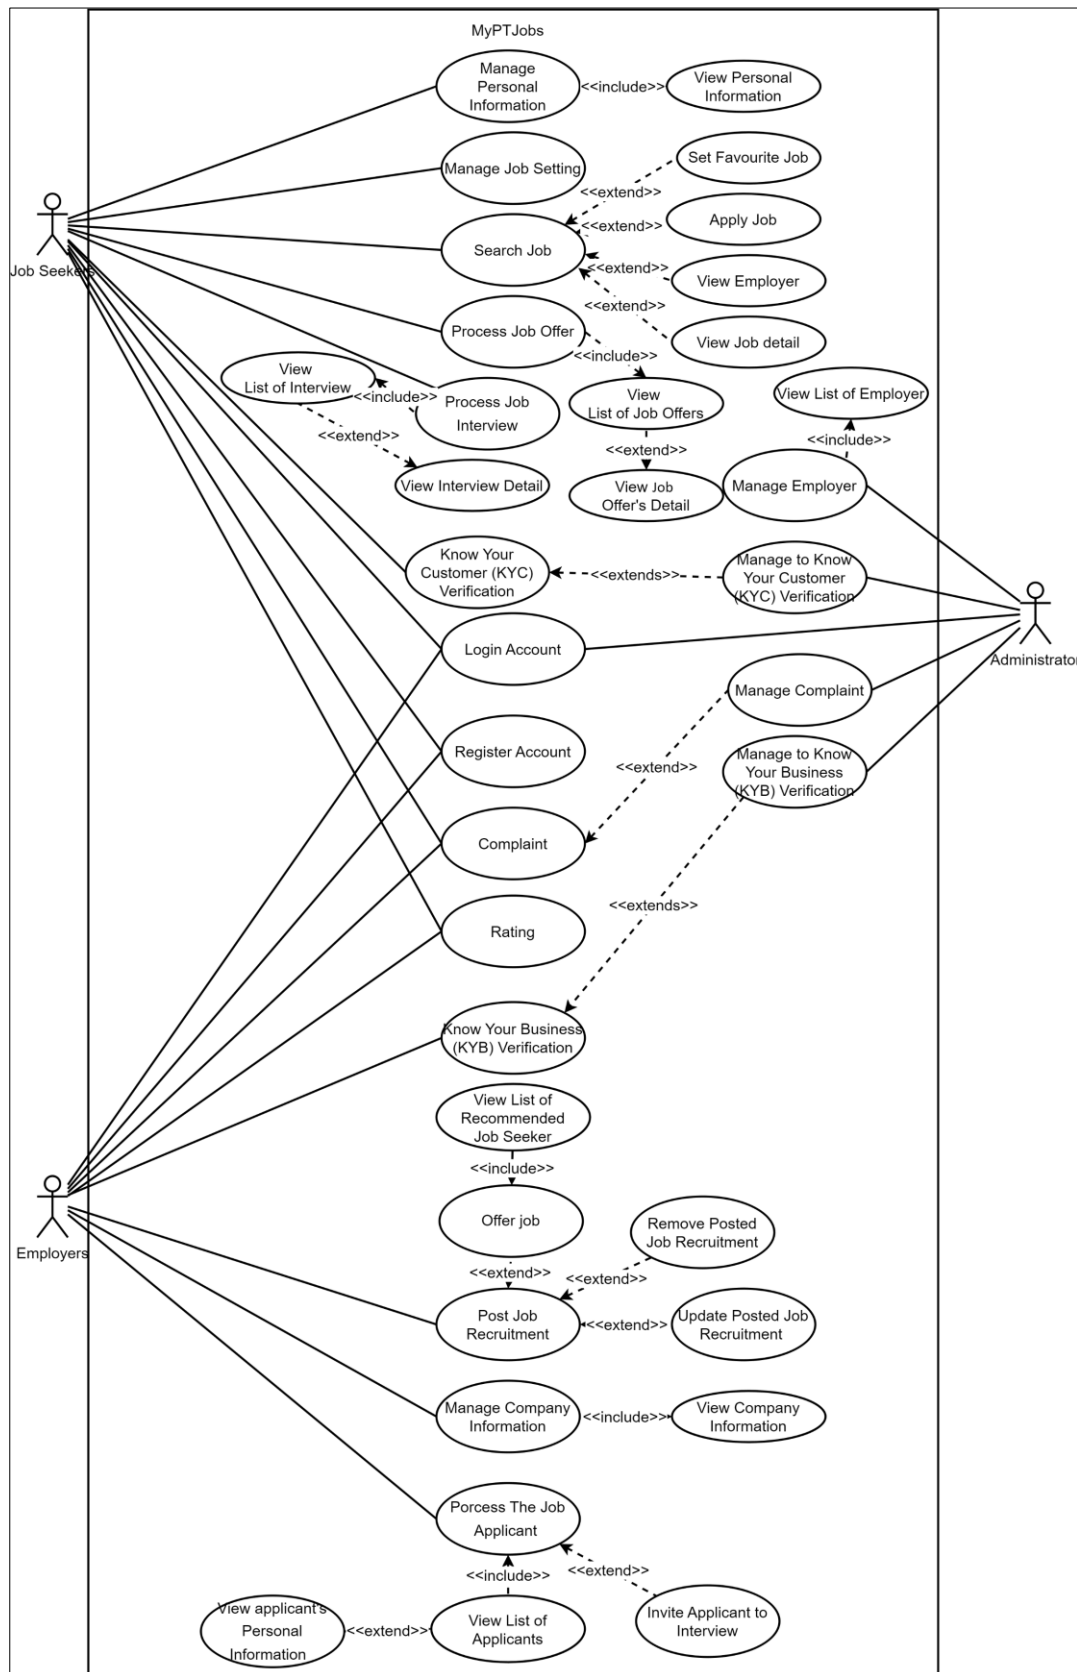 MyPTJobs
Manage
Personal
Information
<<include>>
View Personal
Information
Manage Job Setting
Set Favourite Job
<<extend>>
Apply Job
<<extend>>
Search Job
Job Seekers
<<extend>>
View Employer
<<extend>>
View Job detail
Process Job Offer
<<include>>
View
List of Interview
<<include>>
Process Job
Interview
View
List of Job Offers
View List of Employer
<<include>>
<<extend>>
<<extend>>
View Interview Detail
View Job
Offer's Detail
Manage Employer
Know Your
Customer (KYC)
Verification
<<extends>>
Manage to Know
Your Customer
(KYC) Verification
Login Account
Administrator
Manage Complaint
Register Account
<<extend>>
Manage to Know
Your Business
(KYB) Verification
Complaint
<<extends>>
Rating
Know Your Business
(KYB) Verification
View List of
Recommended
Job Seeker
<<include>>
Offer job
Employers
Remove Posted
Job Recruitment
<<extend>>
<<extend>>
Post Job
Recruitment
<<extend>>
Update Posted Job
Recruitment
Manage Company
Information
<<include>>
View Company
Information
Porcess The Job
Applicant
<<include>>
<<extend>>
View applicant's
Personal
Information
<<extend>>
View List of
Applicants
Invite Applicant to
Interview